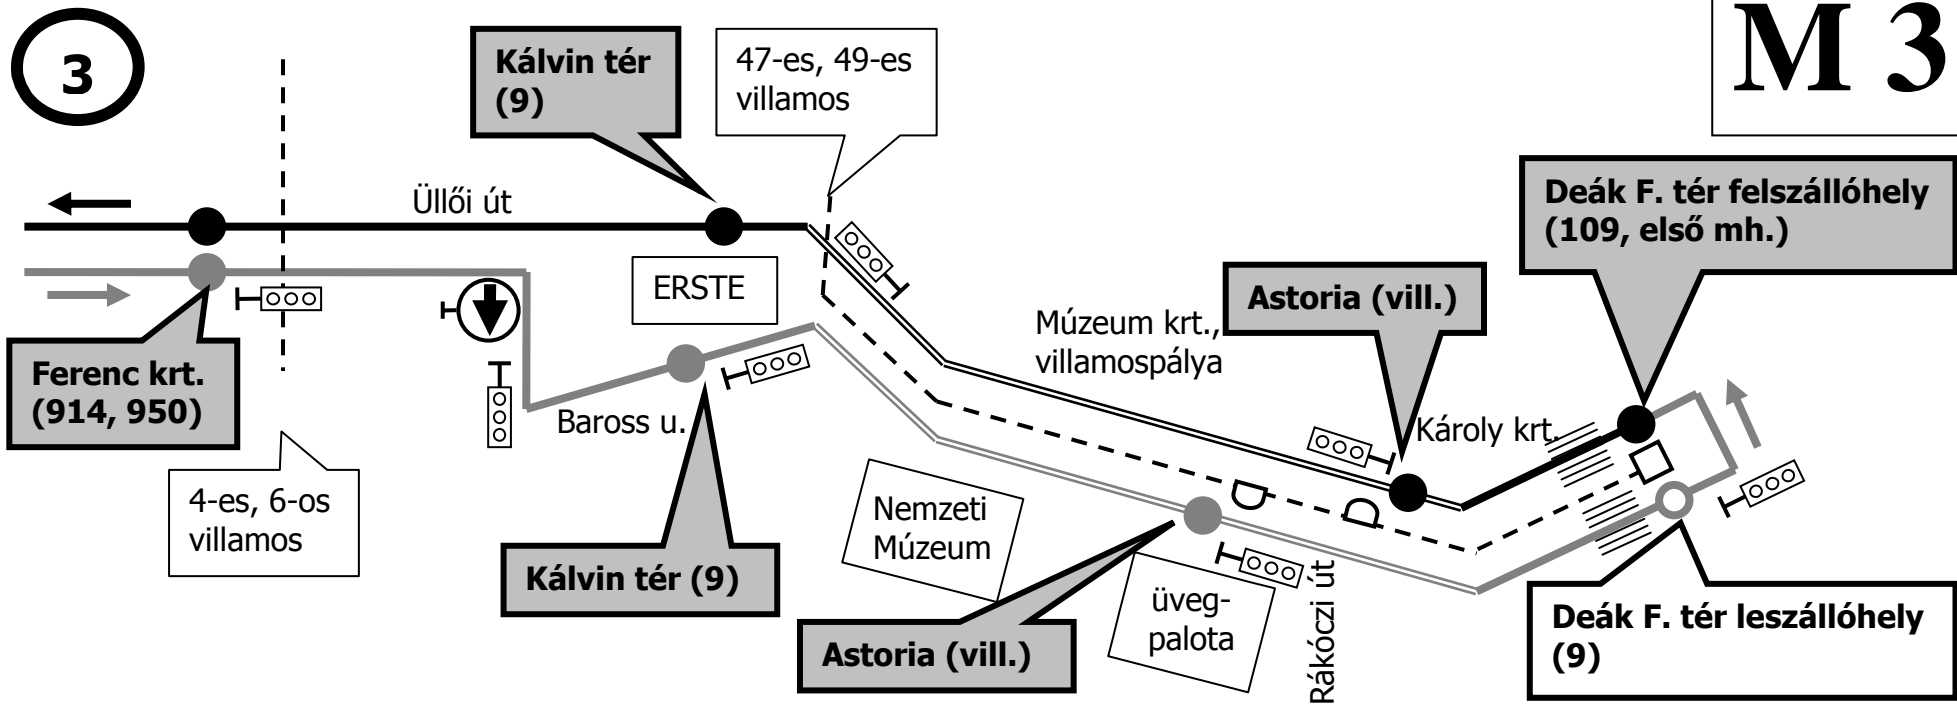 3
Kálvin tér
(9)
47-es, 49-es
villamos
M 3
Üllői út
Deák F. tér felszállóhely
(109, első mh.)
ERSTE
Astoria (vill.)
Múzeum krt.,
villamospálya
Ferenc krt.
(914, 950)
Baross u.
Károly krt.
4-es, 6-os
villamos
Nemzeti
Múzeum
Kálvin tér (9)
üveg-
palota
Rákóczi út
Astoria (vill.)
Deák F. tér leszállóhely
(9)